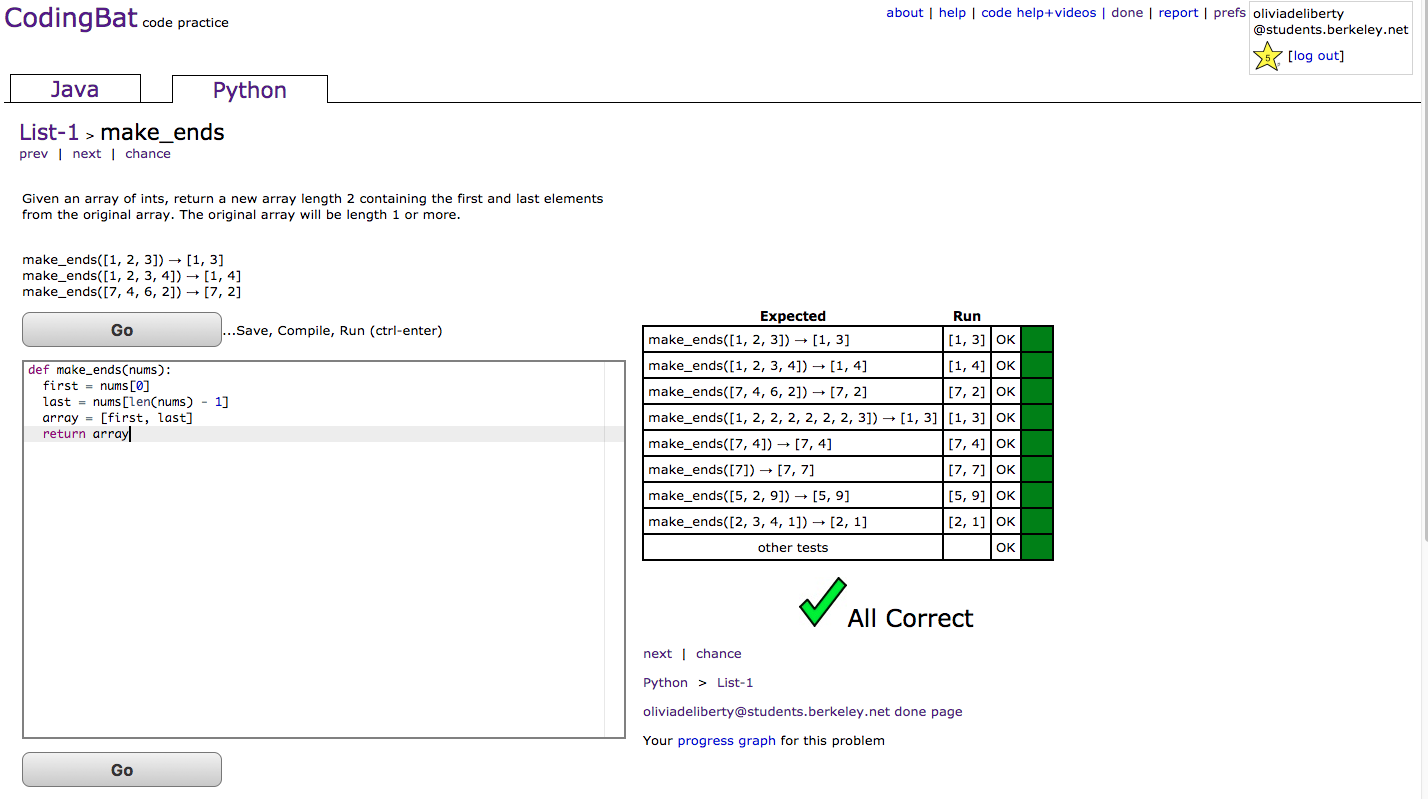 CodingBat code practice
about | help | code help+videos | done | report | prefs
oliviadeliberty
@students.berkeley.net
5
[log out]
Java
Python
List-1 > make_ends
prev | next | chance
Given an array of ints, return a new array length 2 containing the first and last elements
from the original array. The original array will be length 1 or more.
make_ends([1, 2, 3]) → [1, 3]
make_ends([1, 2, 3, 4]) → [1, 4]
make_ends([7, 4, 6, 2]) → [7, 2]
Go
...Save, Compile, Run (ctrl-enter)
def make_ends(nums):
  first = nums[0]
  last = nums[len(nums) - 1]
  array = [first, last]
  return array
Go
Expected Run
make_ends([1, 2, 3]) → [1, 3] [1, 3] OK
make_ends([1, 2, 3, 4]) → [1, 4] [1, 4] OK
make_ends([7, 4, 6, 2]) → [7, 2] [7, 2] OK
make_ends([1, 2, 2, 2, 2, 2, 2, 3]) → [1, 3] [1, 3] OK
make_ends([7, 4]) → [7, 4] [7, 4] OK
make_ends([7]) → [7, 7] [7, 7] OK
make_ends([5, 2, 9]) → [5, 9] [5, 9] OK
make_ends([2, 3, 4, 1]) → [2, 1] [2, 1] OK
other tests OK
All Correct
next | chance
Python > List-1
oliviadeliberty@students.berkeley.net done page
Your progress graph for this problem